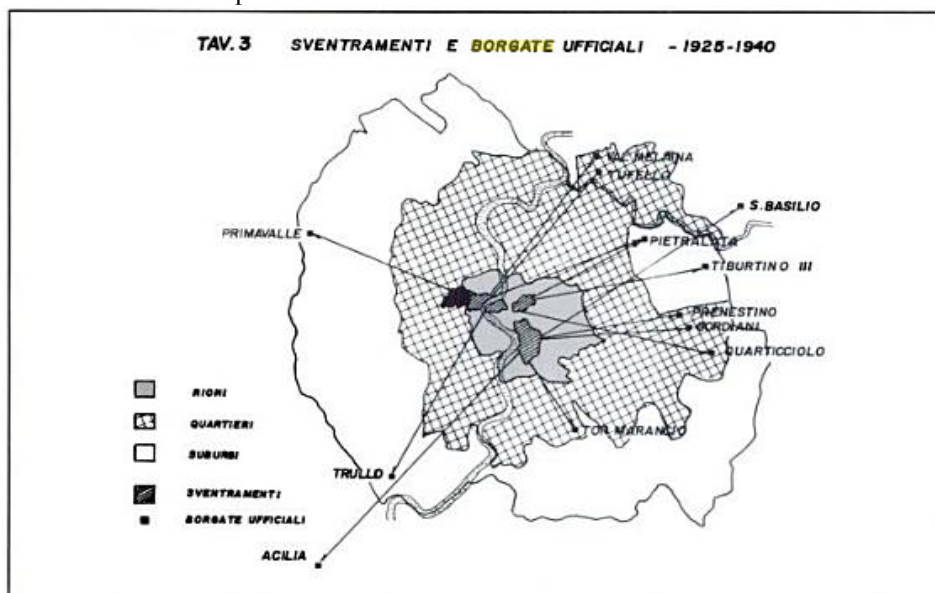 TAV. 3 SVENTRAMENTI E BORGATE UFFICIALI - 1925-1940
VAL MELAINA
TUFELLO
S. BASILIO
PRIMAVALLE
PIETRALATA
TIBURTINO III
PRENESTINO
GORDIANI
QUARTICCIOLO
RIONI
QUARTIERI
TOR MARANCIO
SUBURBI
TRULLO
SVENTRAMENTI
BORGATE UFFICIALI
ACILIA